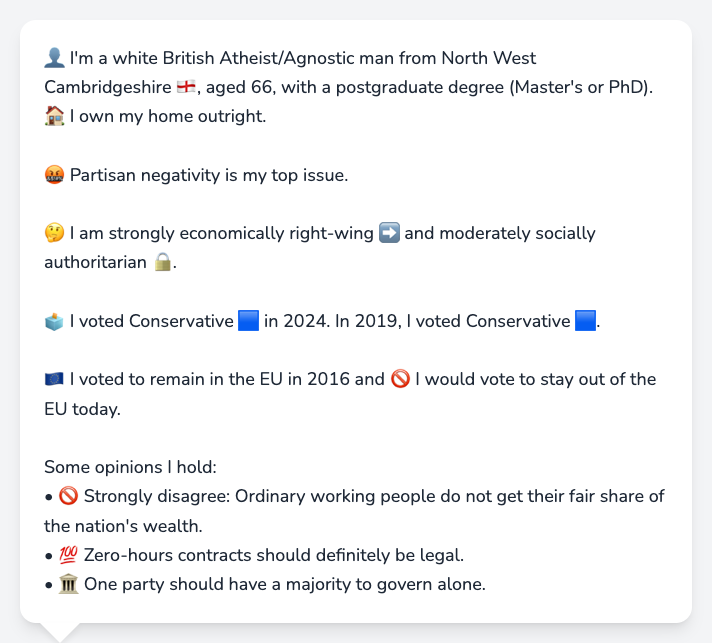 👤 I'm a white British Atheist/Agnostic man from North West
Cambridgeshire 🏴󠁧󠁢󠁥󠁮󠁧󠁿, aged 66, with a postgraduate degree (Master's or PhD).
🏠 I own my home outright.
🤬 Partisan negativity is my top issue.
🤔 I am strongly economically right-wing ➡️ and moderately socially
authoritarian 🔒.
🗳️ I voted Conservative 🟦 in 2024. In 2019, I voted Conservative 🟦.
🇪🇺 I voted to remain in the EU in 2016 and 🚫 I would vote to stay out of the
EU today.
Some opinions I hold:
• 🚫 Strongly disagree: Ordinary working people do not get their fair share of
the nation's wealth.
• 💯 Zero-hours contracts should definitely be legal.
• 🏛️ One party should have a majority to govern alone.